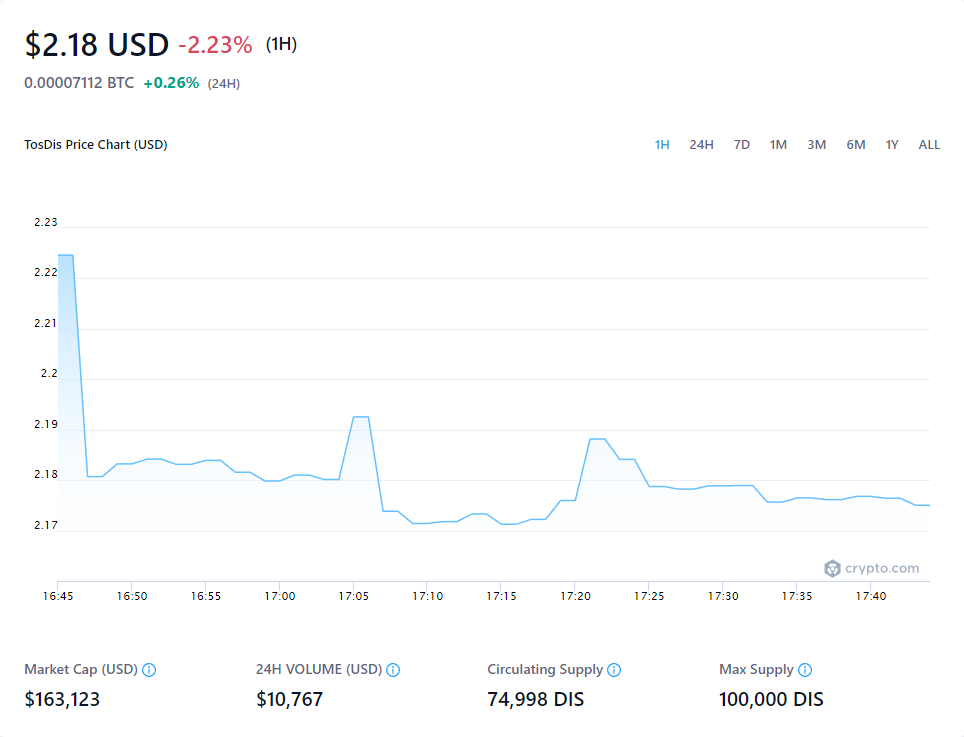 $2.18 USD -2.23% (1H)
0.00007112 BTC +0.26% (24H)
TosDis Price Chart (USD)
1H 24H 7D 1M 3M 6M 1Y ALL
2.23
2.22
2.21
2.2
2.19
2.18
2.17
crypto.com
16:45 16:50 16:55 17:00 17:05 17:10 17:15 17:20 17:25 17:30 17:35 17:40
Market Cap (USD) 24H VOLUME (USD) Circulating Supply Max Supply
$163,123 $10,767 74,998 DIS 100,000 DIS